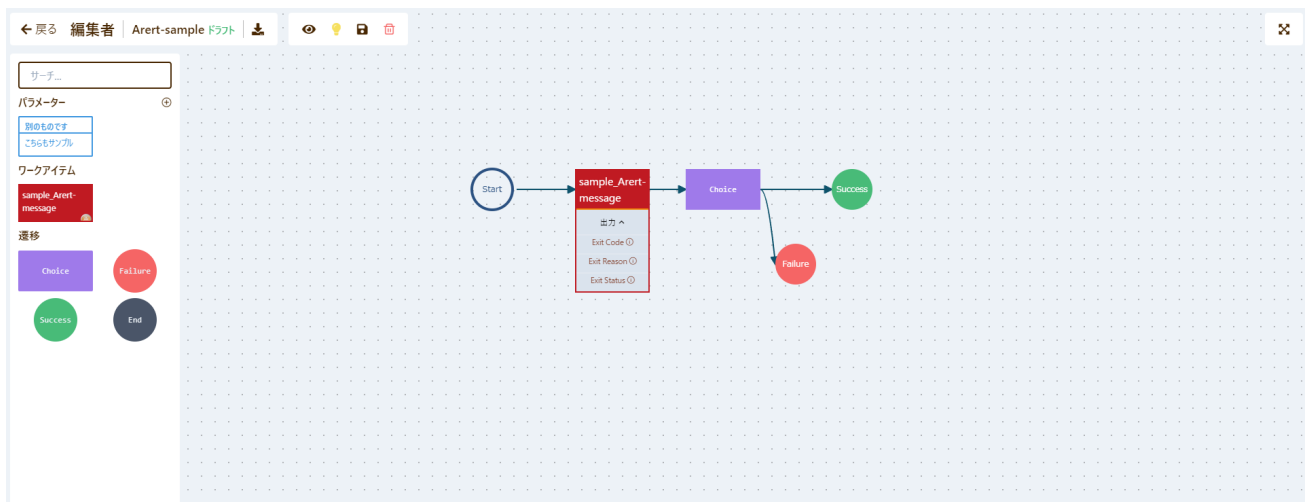 戻る 編集者 Arert-sample ドラフト
サーチ...
パラメーター
別のものです
こちらもサンプル
ワークアイテム
sample_Arert-
message
遷移
Choice
Failure
Success
End
Start
sample_Arert-
message
出力
Exit Code
Exit Reason
Exit Status
Choice
Success
Failure